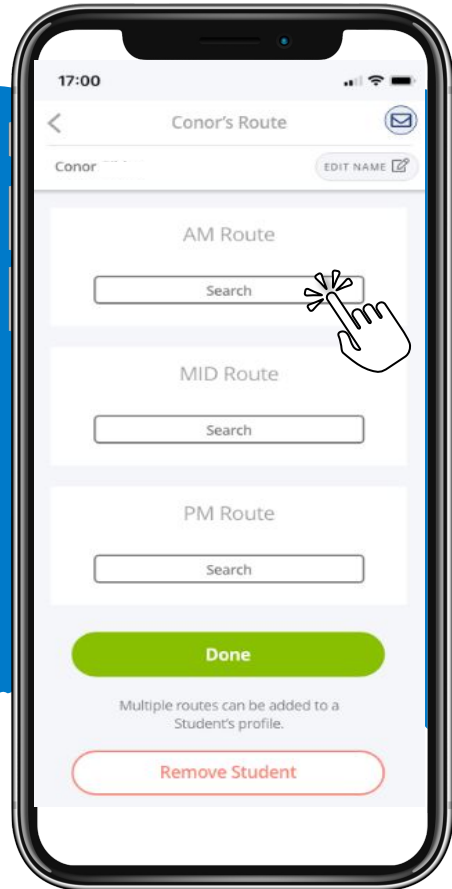 17:00
Conor's Route
Conor
EDIT NAME
AM Route
Search
MID Route
Search
PM Route
Search
Done
Multiple routes can be added to a
Student's profile.
Remove Student